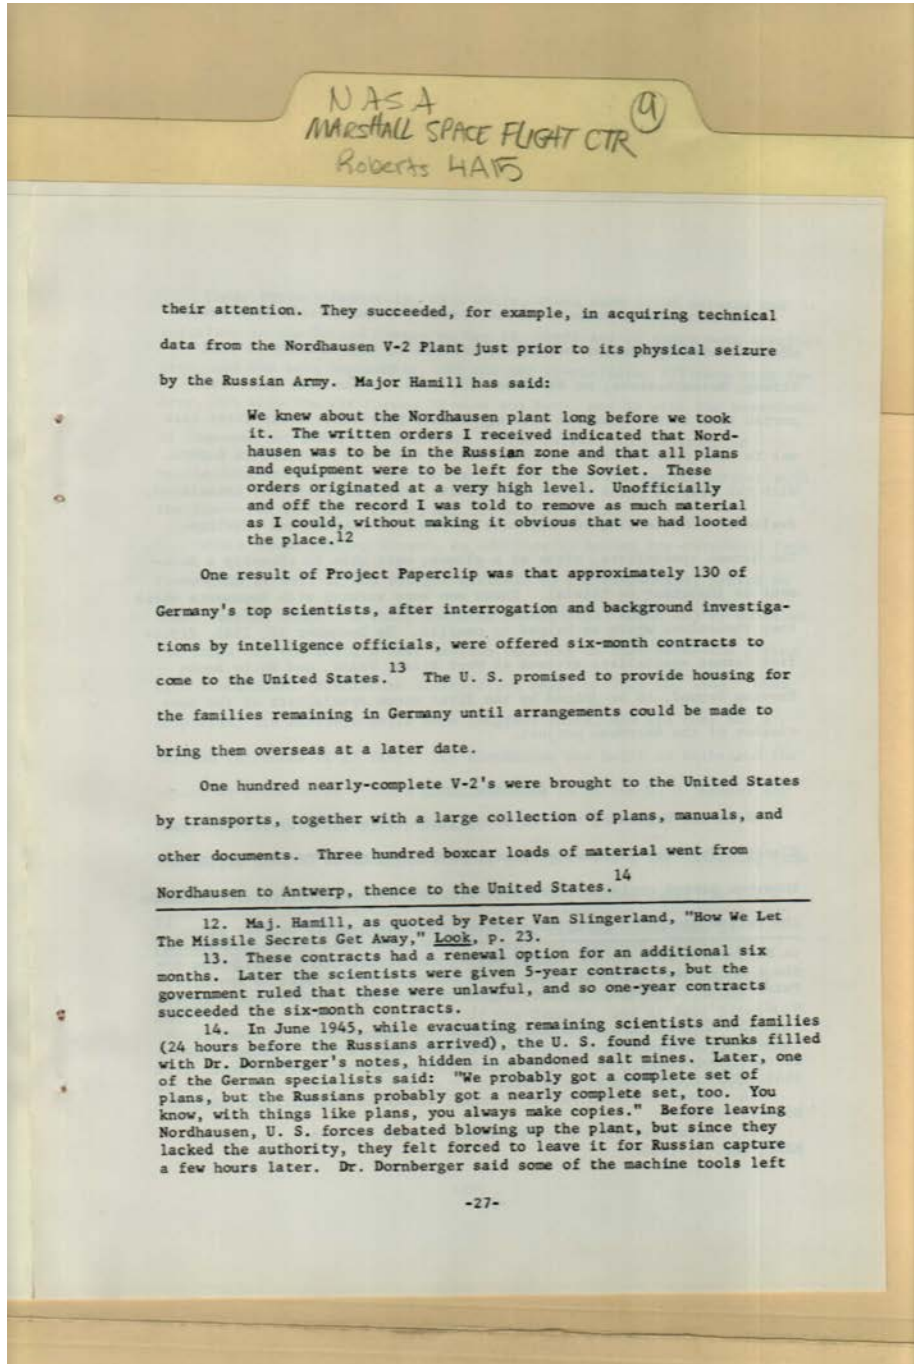 NASA
MARSHALL SPACE FLIGHT CTR
9
Roberts 4A15
their attention. They succeeded, for example, in acquiring technical
data from the Nordhausen V-2 Plant just prior to its physical seizure
by the Russian Army. Major Hamill has said:
We knew about the Nordhausen plant long before we took
it. The written orders I received indicated that Nord-
hausen was to be in the Russian zone and that all plans
and equipment were to be left for the Soviet. These
orders originated at a very high level. Unofficially
and off the record I was told to remove as much material
as I could, without making it obvious that we had looted
the place.12
One result of Project Paperclip was that approximately 130 of
Germany's top scientists, after interrogation and background investiga-
tions by intelligence officials, were offered six-month contracts to
come to the United States.13 The U. S. promised to provide housing for
the families remaining in Germany until arrangements could be made to
bring them overseas at a later date.
One hundred nearly-complete V-2's were brought to the United States
by transports, together with a large collection of plans, manuals, and
other documents. Three hundred boxcar loads of material went from
Nordhausen to Antwerp, thence to the United States.14
12. Maj. Hamill, as quoted by Peter Van Slingerland, "How We Let
The Missile Secrets Get Away," Look, p. 23.
13. These contracts had a renewal option for an additional six
months. Later the scientists were given 5-year contracts, but the
government ruled that these were unlawful, and so one-year contracts
succeeded the six-month contracts.
14. In June 1945, while evacuating remaining scientists and families
(24 hours before the Russians arrived), the U. S. found five trunks filled
with Dr. Dornberger's notes, hidden in abandoned salt mines. Later, one
of the German specialists said: "We probably got a complete set of
plans, but the Russians probably got a nearly complete set, too. You
know, with things like plans, you always make copies." Before leaving
Nordhausen, U. S. forces debated blowing up the plant, but since they
lacked the authority, they felt forced to leave it for Russian capture
a few hours later. Dr. Dornberger said some of the machine tools left
-27-